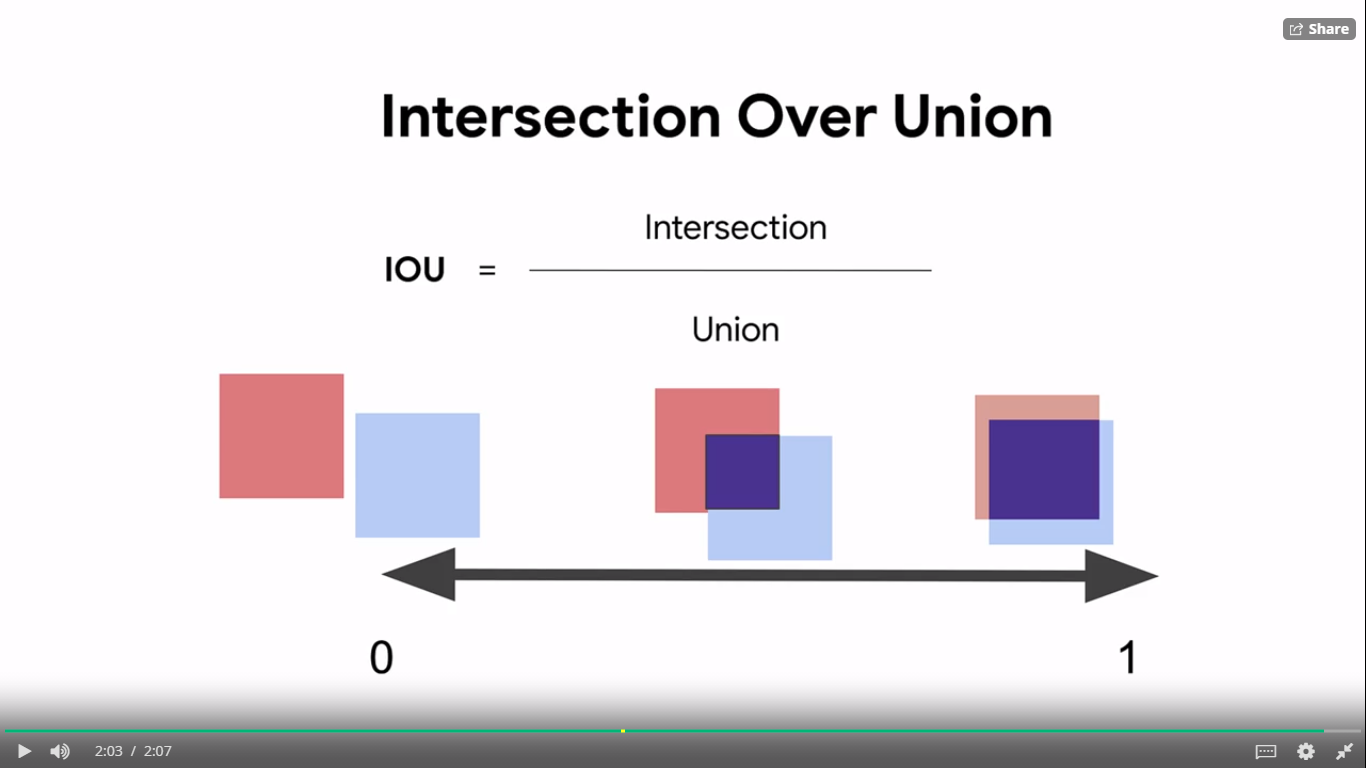 Share
Intersection Over Union
Intersection
IOU =
Union
0 1
2:03 / 2:07